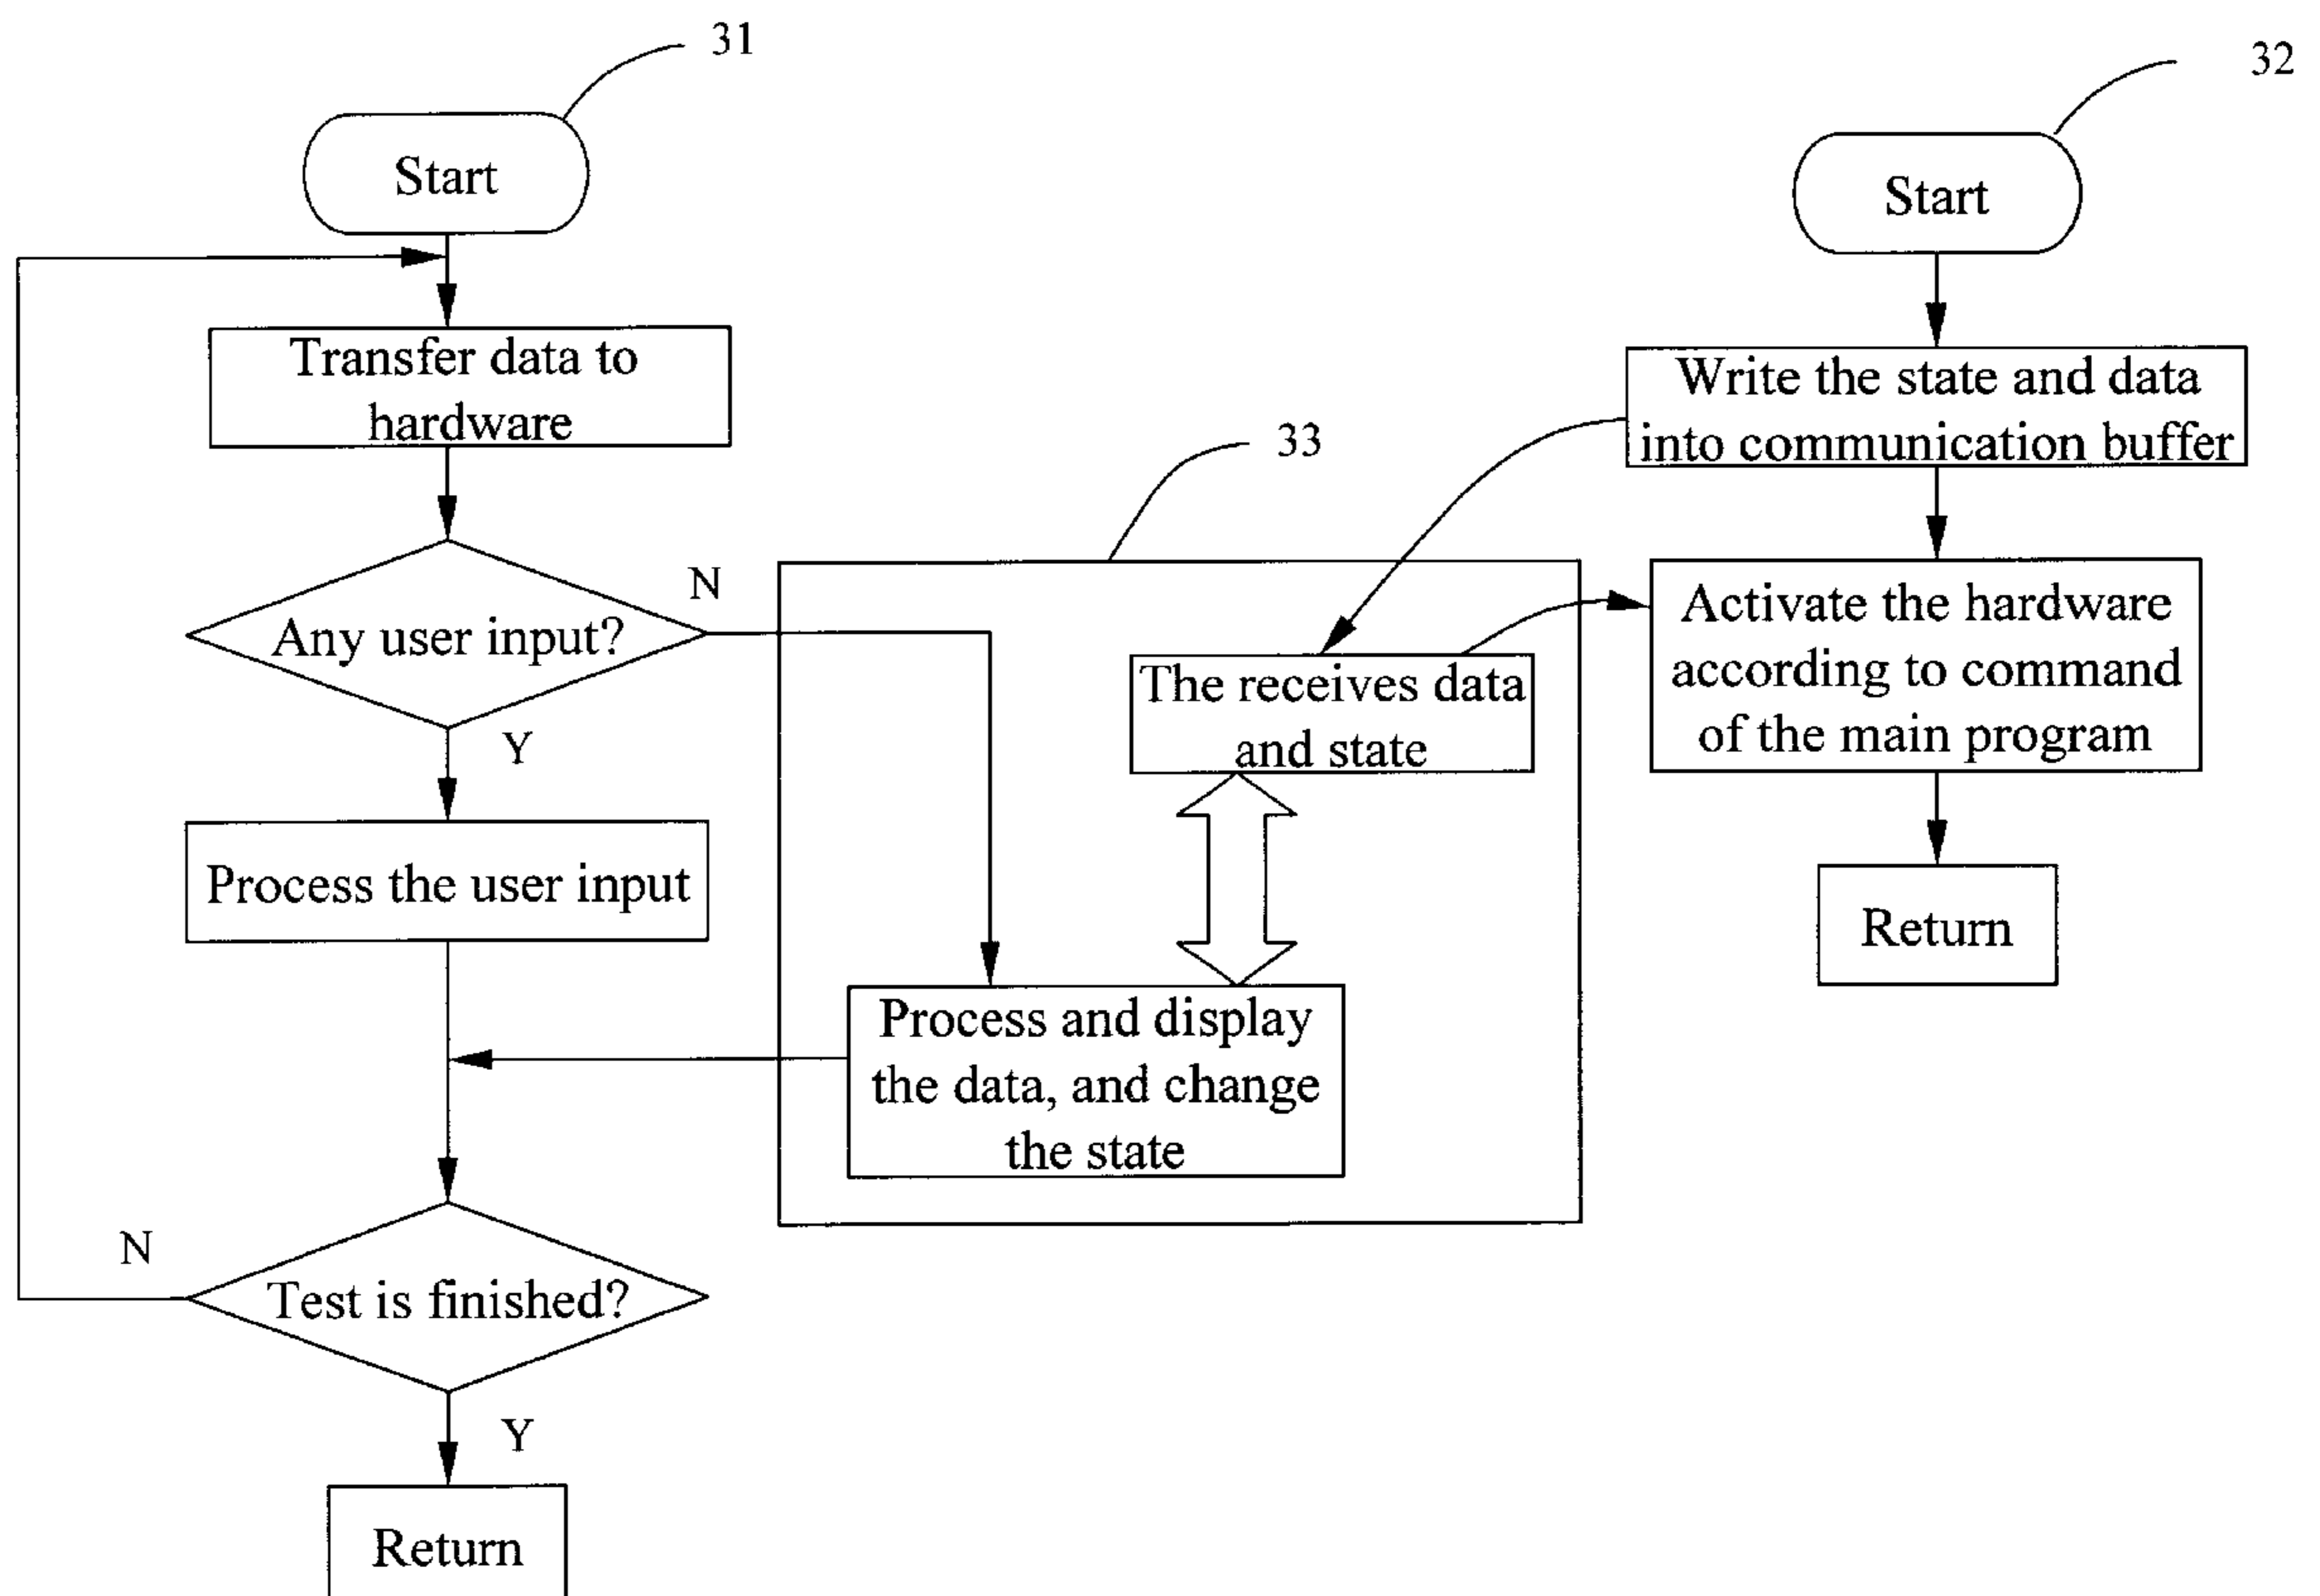 31
Start
Transfer data to
hardware
Any user input?
N
Y
Process the user input
Test is finished?
N
Y
Return
33
The receives data
and state
Process and display
the data, and change
the state
32
Start
Write the state and data
into communication buffer
Activate the hardware
according to command
of the main program
Return